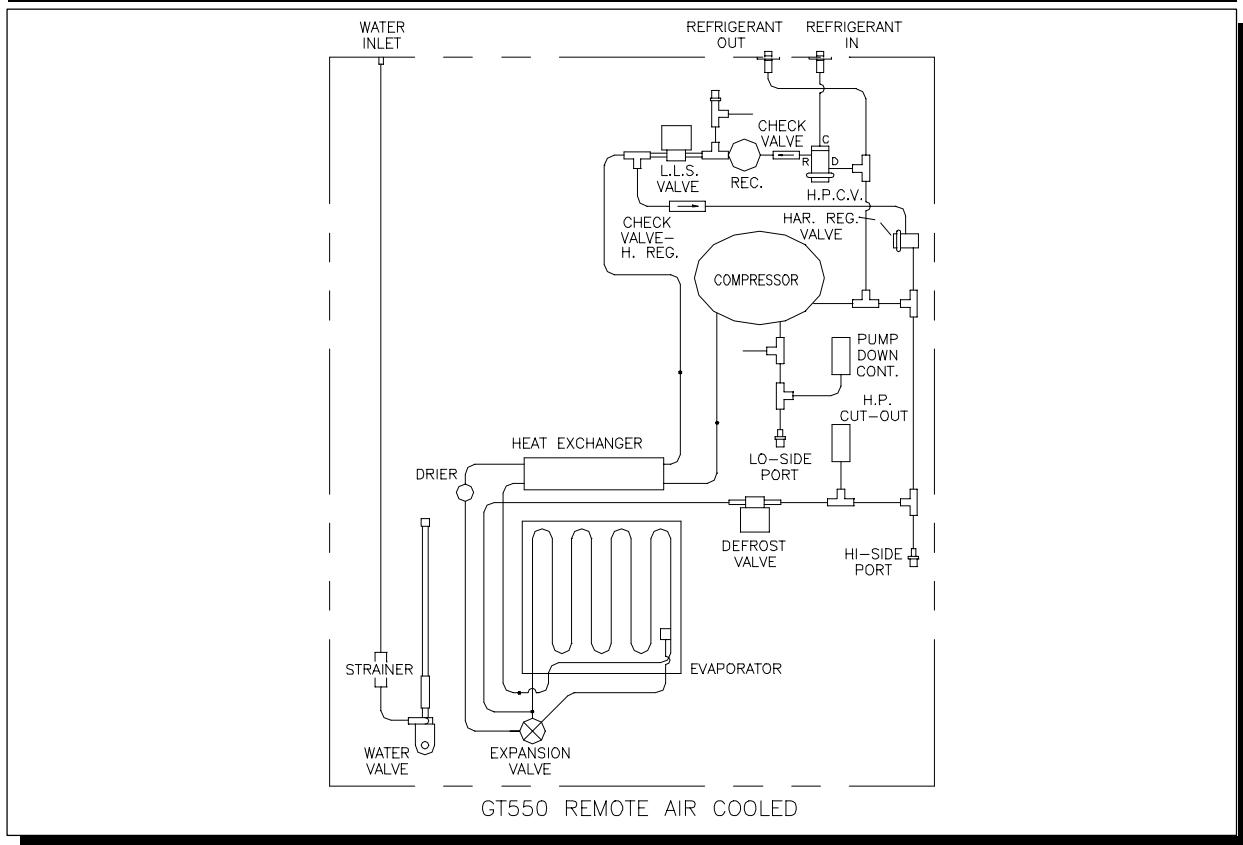 WATER
INLET
REFRIGERANT
OUT
REFRIGERANT
IN
CHECK
VALVE
C
R
D
L.L.S.
VALVE
REC.
H.P.C.V.
HAR. REG.
VALVE
CHECK
VALVE-
H. REG.
COMPRESSOR
PUMP
DOWN
CONT.
H.P.
CUT-OUT
HEAT EXCHANGER
LO-SIDE
PORT
DRIER
DEFROST
VALVE
HI-SIDE
PORT
STRAINER
EVAPORATOR
WATER
VALVE
EXPANSION
VALVE
GT550 REMOTE AIR COOLED